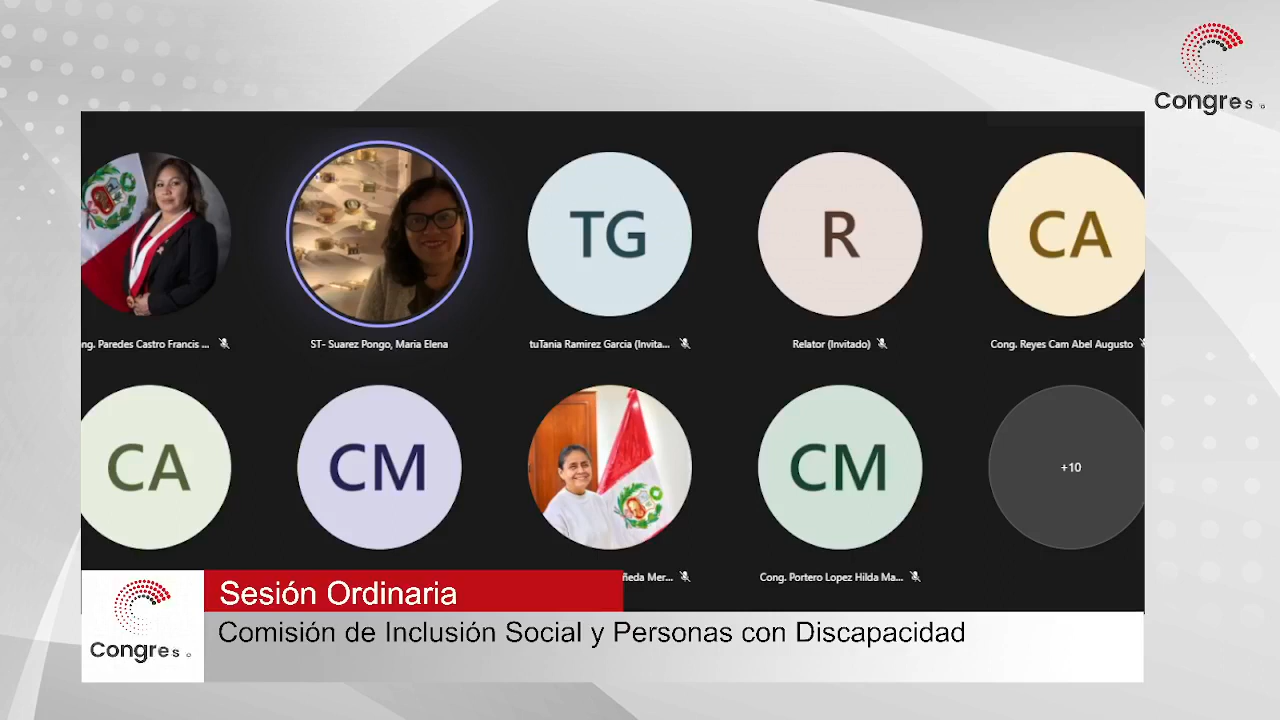 Congres o
TG
R
CA
ng. Paredes Castro Francis ...
ST- Suarez Pongo, Maria Elena
tuTania Ramirez Garcia (Invita...
Relator (Invitado)
Cong. Reyes Cam Abel Augusto
CA
CM
CM
+10
ñeda Mer...
Cong. Portero Lopez Hilda Ma...
Sesión Ordinaria
Congres o
Comisión de Inclusión Social y Personas con Discapacidad